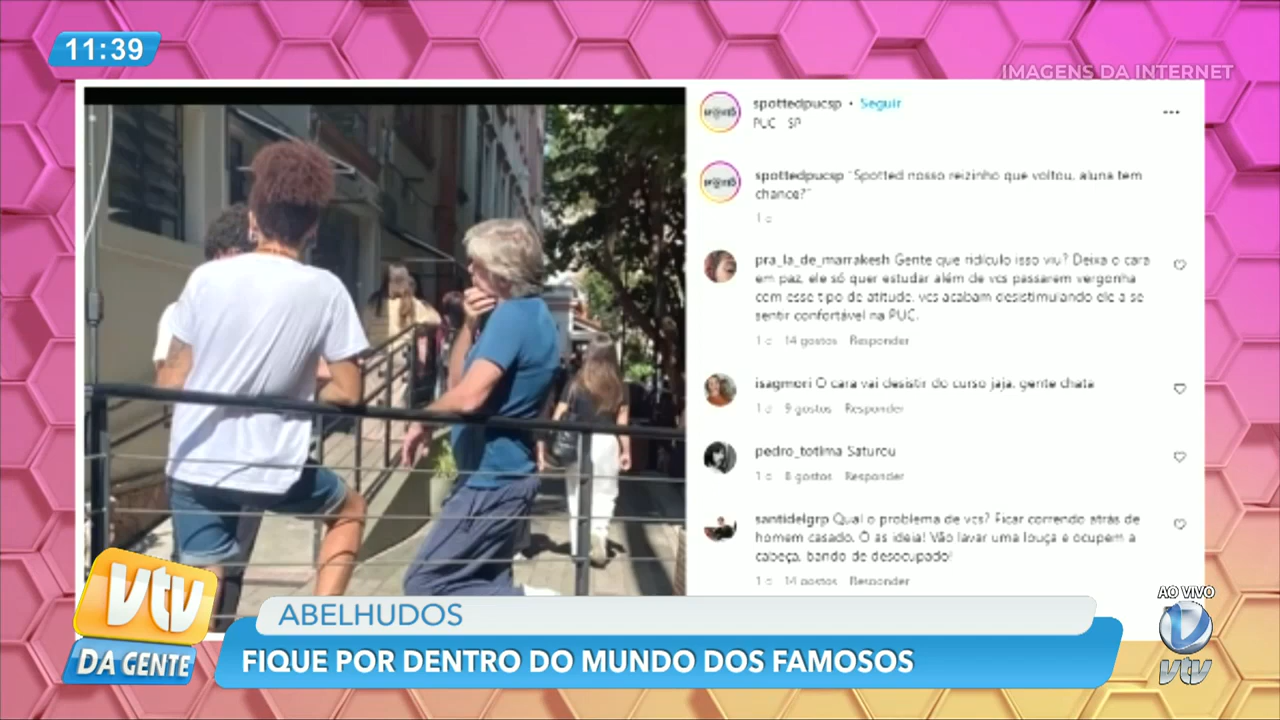 11:39
IMAGENS DA INTERNET
spottedpucsp • Seguir
PUC - SP
spottedpucsp "Spotted nosso reizinho que voltou, aluna tem
chance?"
1 d
pra_la_de_marrakesh Gente que ridículo isso viu? Deixa o cara
em paz, ele só quer estudar além de vcs passarem vergonha
com esse tipo de atitude, vcs acabam desistimulando ele a se
sentir confortável na PUC.
1 d 14 gostos Responder
isagmori O cara vai desistir do curso jaja, gente chata
1 d 9 gostos Responder
pedro_totima Saturou
1 d 8 gostos Responder
santidelgrp Qual o problema de vcs? Ficar correndo atrás de
homem casado. Ó as ideia! Vão lavar uma louça e ocupem a
cabeça, bando de desocupado!
1 d 14 gostos Responder
AO VIVO
vtv
vtv
DA GENTE
ABELHUDOS
FIQUE POR DENTRO DO MUNDO DOS FAMOSOS